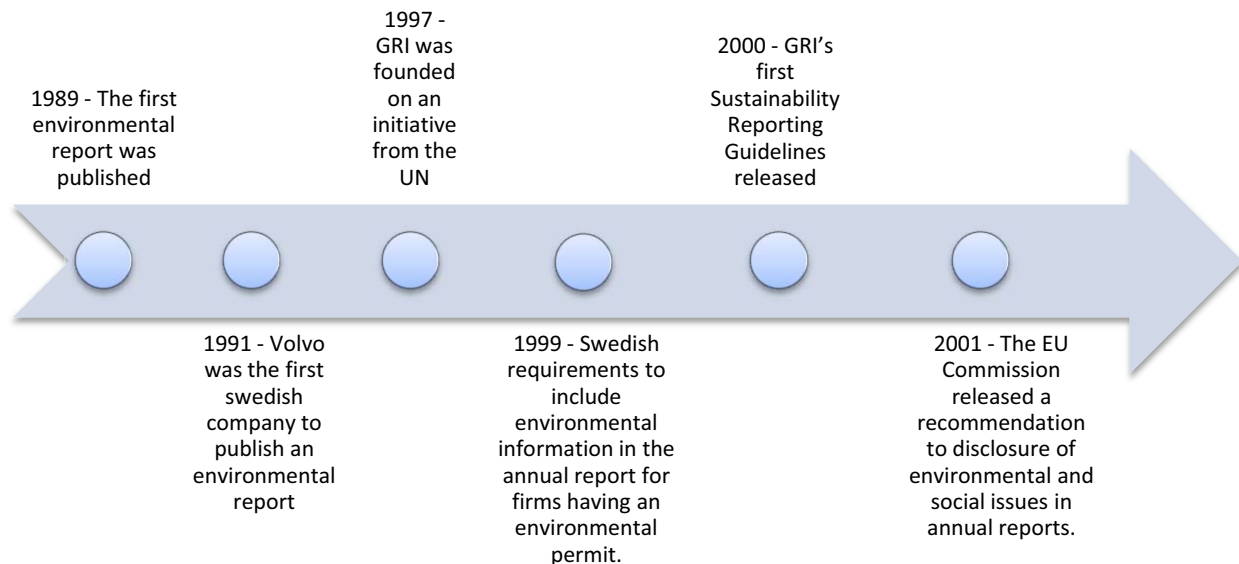 1989 - The first
environmental
report was
published
1991 - Volvo
was the first
swedish
company to
publish an
environmental
report
1997 -
GRI was
founded
on an
initiative
from the
UN
1999 - Swedish
requirements to
include
environmental
information in the
annual report for
firms having an
environmental
permit.
2000 - GRI’s
first
Sustainability
Reporting
Guidelines
released
2001 - The EU
Commission
released a
recommendation
to disclosure of
environmental and
social issues in
annual reports.